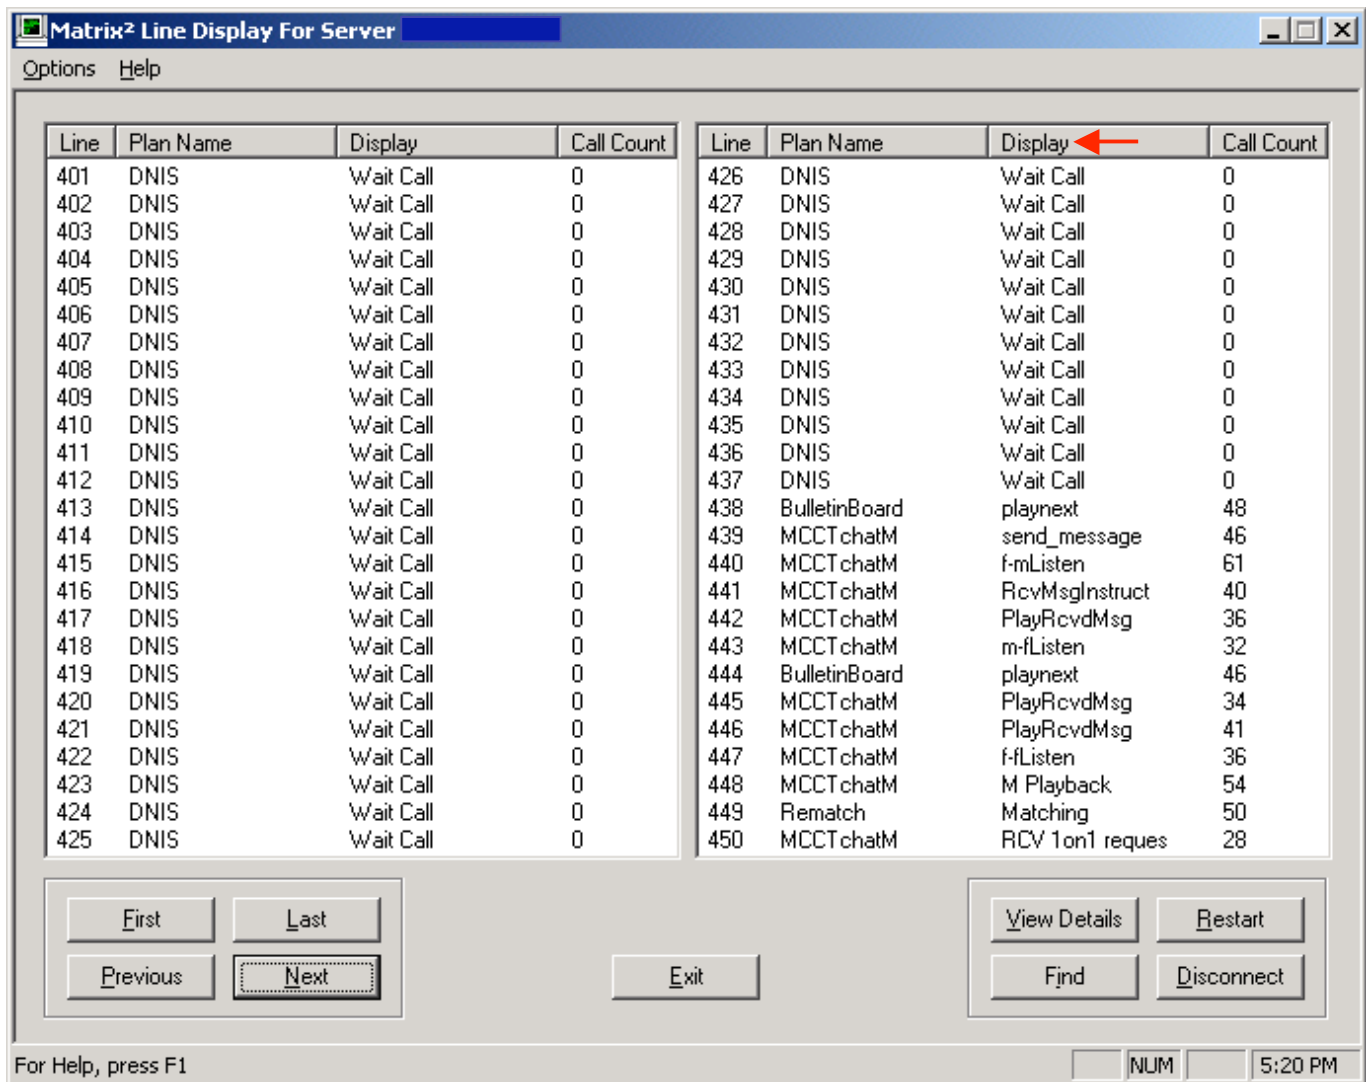 Matrix² Line Display For Server
Options Help
Line Plan Name Display Call Count
401 DNIS Wait Call 0
402 DNIS Wait Call 0
403 DNIS Wait Call 0
404 DNIS Wait Call 0
405 DNIS Wait Call 0
406 DNIS Wait Call 0
407 DNIS Wait Call 0
408 DNIS Wait Call 0
409 DNIS Wait Call 0
410 DNIS Wait Call 0
411 DNIS Wait Call 0
412 DNIS Wait Call 0
413 DNIS Wait Call 0
414 DNIS Wait Call 0
415 DNIS Wait Call 0
416 DNIS Wait Call 0
417 DNIS Wait Call 0
418 DNIS Wait Call 0
419 DNIS Wait Call 0
420 DNIS Wait Call 0
421 DNIS Wait Call 0
422 DNIS Wait Call 0
423 DNIS Wait Call 0
424 DNIS Wait Call 0
425 DNIS Wait Call 0
Line Plan Name Display Call Count
426 DNIS Wait Call 0
427 DNIS Wait Call 0
428 DNIS Wait Call 0
429 DNIS Wait Call 0
430 DNIS Wait Call 0
431 DNIS Wait Call 0
432 DNIS Wait Call 0
433 DNIS Wait Call 0
434 DNIS Wait Call 0
435 DNIS Wait Call 0
436 DNIS Wait Call 0
437 DNIS Wait Call 0
438 BulletinBoard playnext 48
439 MCCTchatM send_message 46
440 MCCTchatM f-mListen 61
441 MCCTchatM RcvMsgInstruct 40
442 MCCTchatM PlayRcvdMsg 36
443 MCCTchatM m-fListen 32
444 BulletinBoard playnext 46
445 MCCTchatM PlayRcvdMsg 34
446 MCCTchatM PlayRcvdMsg 41
447 MCCTchatM f-fListen 36
448 MCCTchatM M Playback 54
449 Rematch Matching 50
450 MCCTchatM RCV 1on1 reques 28
First Last
Previous Next
Exit
View Details Restart
Find Disconnect
For Help, press F1 NUM 5:20 PM